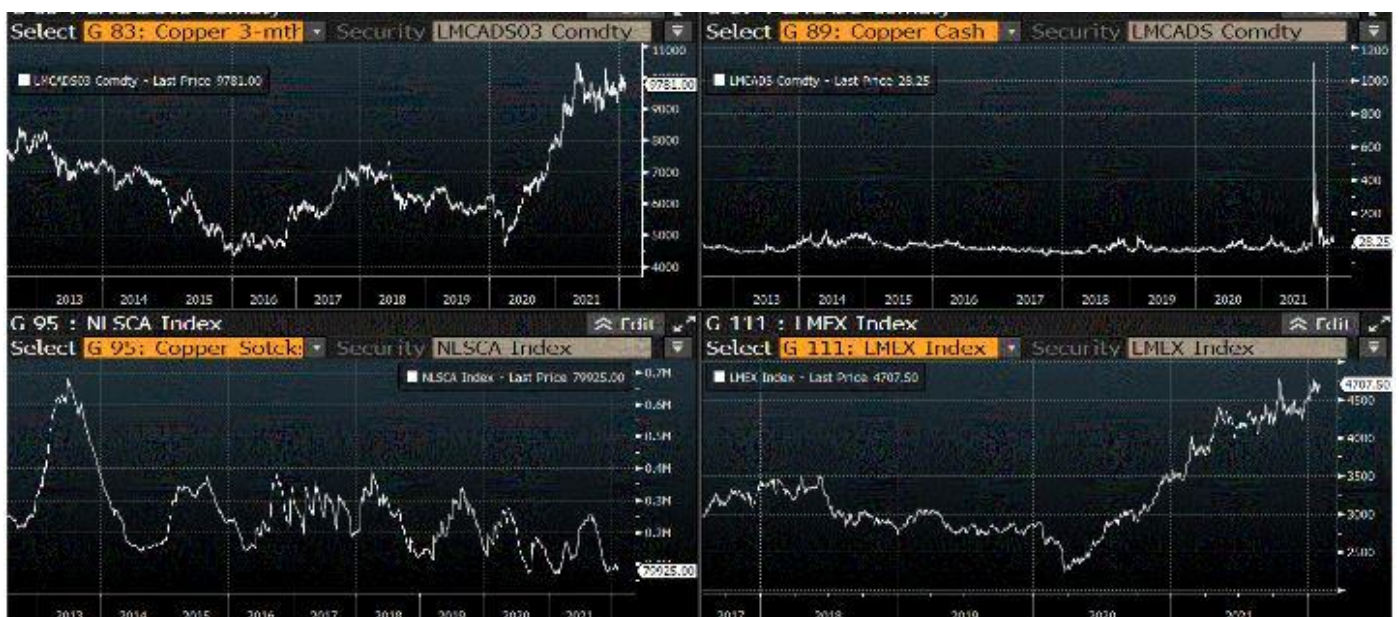 Select G 83: Copper 3-mth Security LMCADS03 Comdty
LMCADS03 Comdty - Last Price 9781.00
11000
9781.00
9000
8000
7000
6000
5000
4000
2013 2014 2015 2016 2017 2018 2019 2020 2021
Select G 89: Copper Cash Security LMCADS Comdty
LMCADS Comdty - Last Price 28.25
1200
1000
800
600
400
200
28.25
2013 2014 2015 2016 2017 2018 2019 2020 2021
G 95 : NLSCA Index Edit
Select G 95: Copper Sotck: Security NLSCA Index
NLSCA Index - Last Price 79925.00
0.7M
0.6M
0.5M
0.4M
0.3M
0.2M
79925.00
2013 2014 2015 2016 2017 2018 2019 2020 2021
G 111 : LMEX Index Edit
Select G 111: LMEX Index Security LMEX Index
LMEX Index - Last Price 4707.50
4707.50
4500
4000
3500
3000
2500
2017 2018 2019 2020 2021